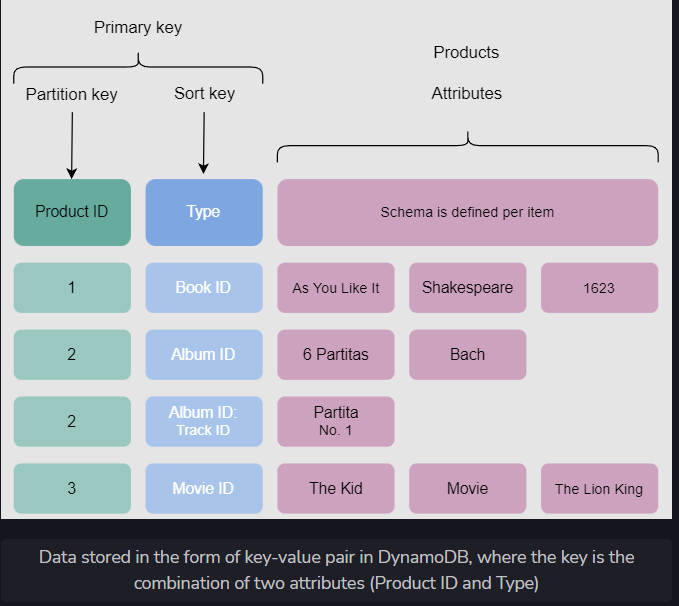 Primary key
Products
Partition key
Sort key
Attributes
Product ID
Type
Schema is defined per item
1
Book ID
As You Like It
Shakespeare
1623
2
Album ID
6 Partitas
Bach
2
Album ID:
Track ID
Partita
No. 1
3
Movie ID
The Kid
Movie
The Lion King
Data stored in the form of key-value pair in DynamoDB, where the key is the
combination of two attributes (Product ID and Type)